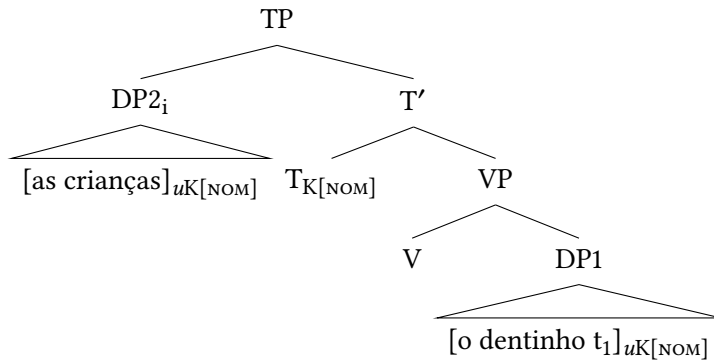 TP
DP2i T′
[as crianças]uK[NOM] TK[NOM] VP
V DP1
[o dentinho t1]uK[NOM]